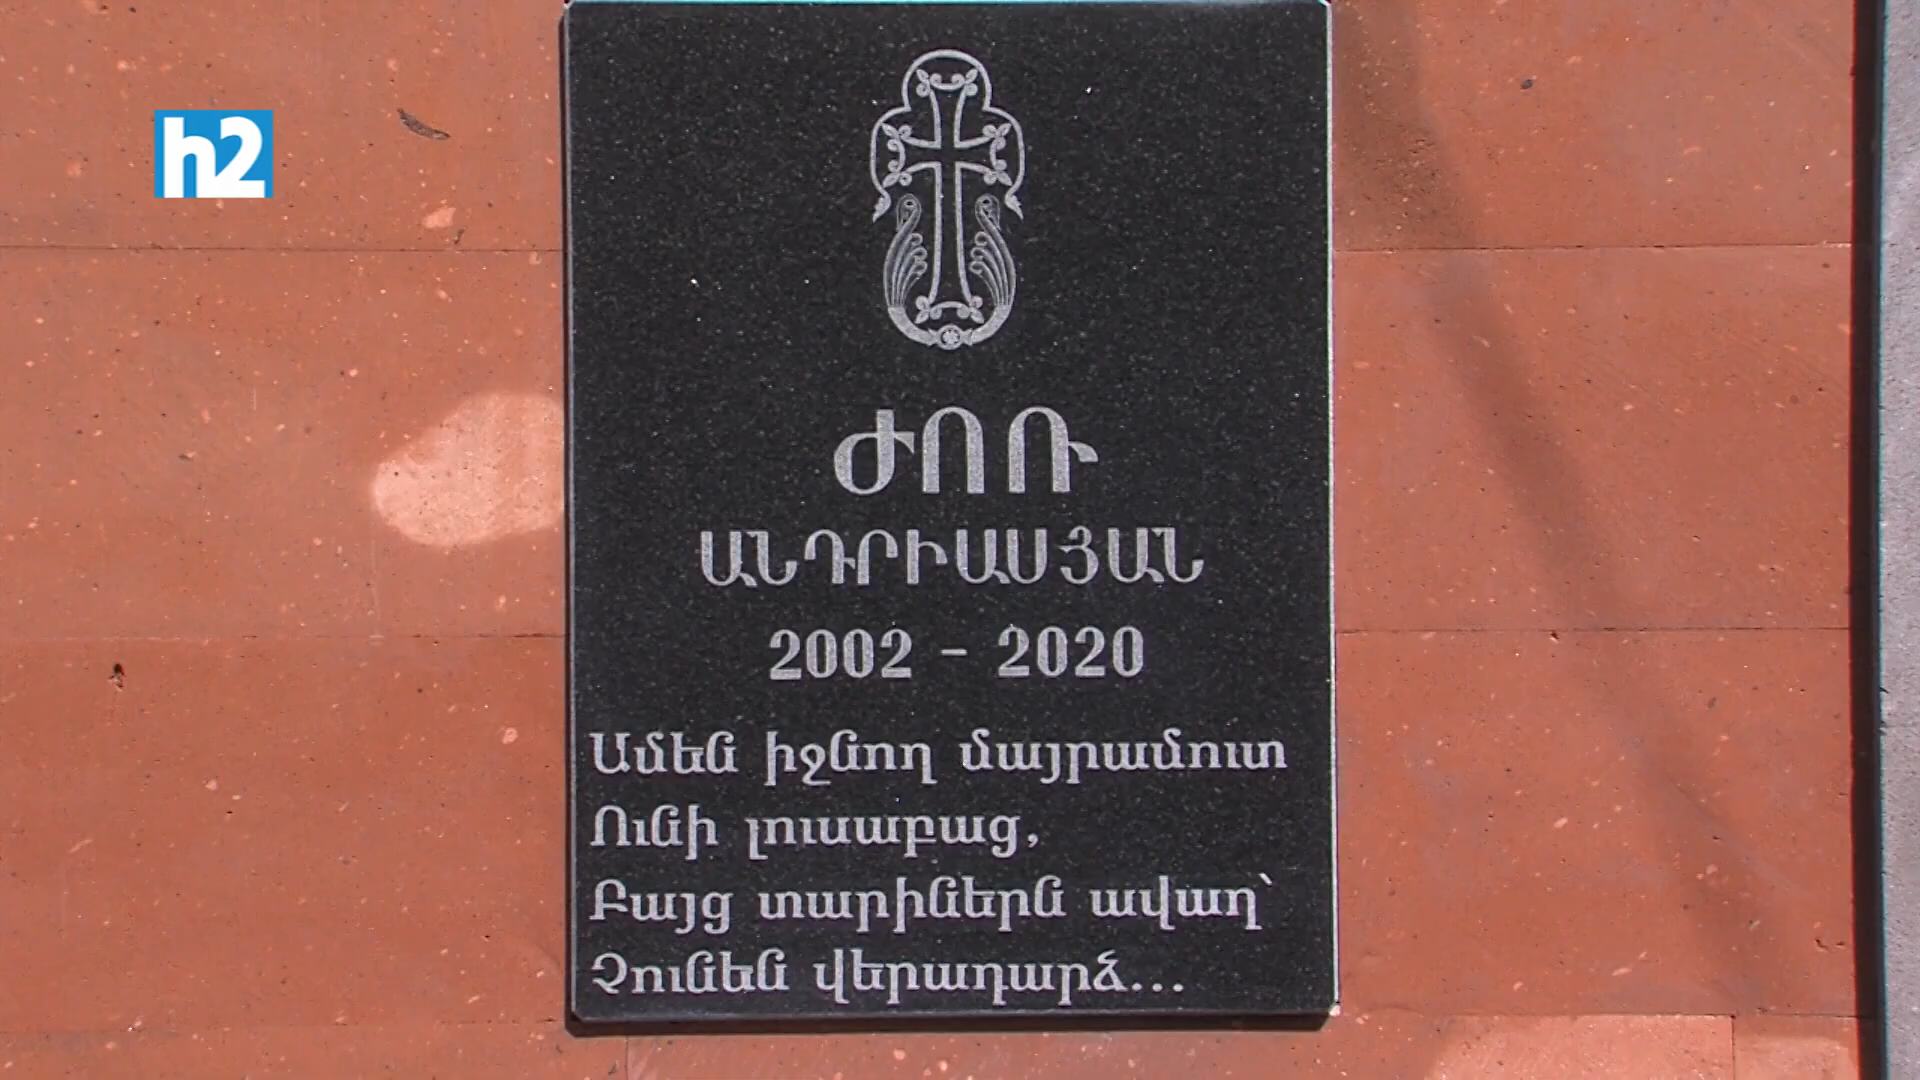 h2
ԺՈՌ
ԱՆԴՐԻԱՍՅԱՆ
2002 - 2020
Ամեն իջնող մայրամուտ
Ունի լուսաբաց,
Բայց տարիներն ավաղ՝
Չունեն վերադարձ...